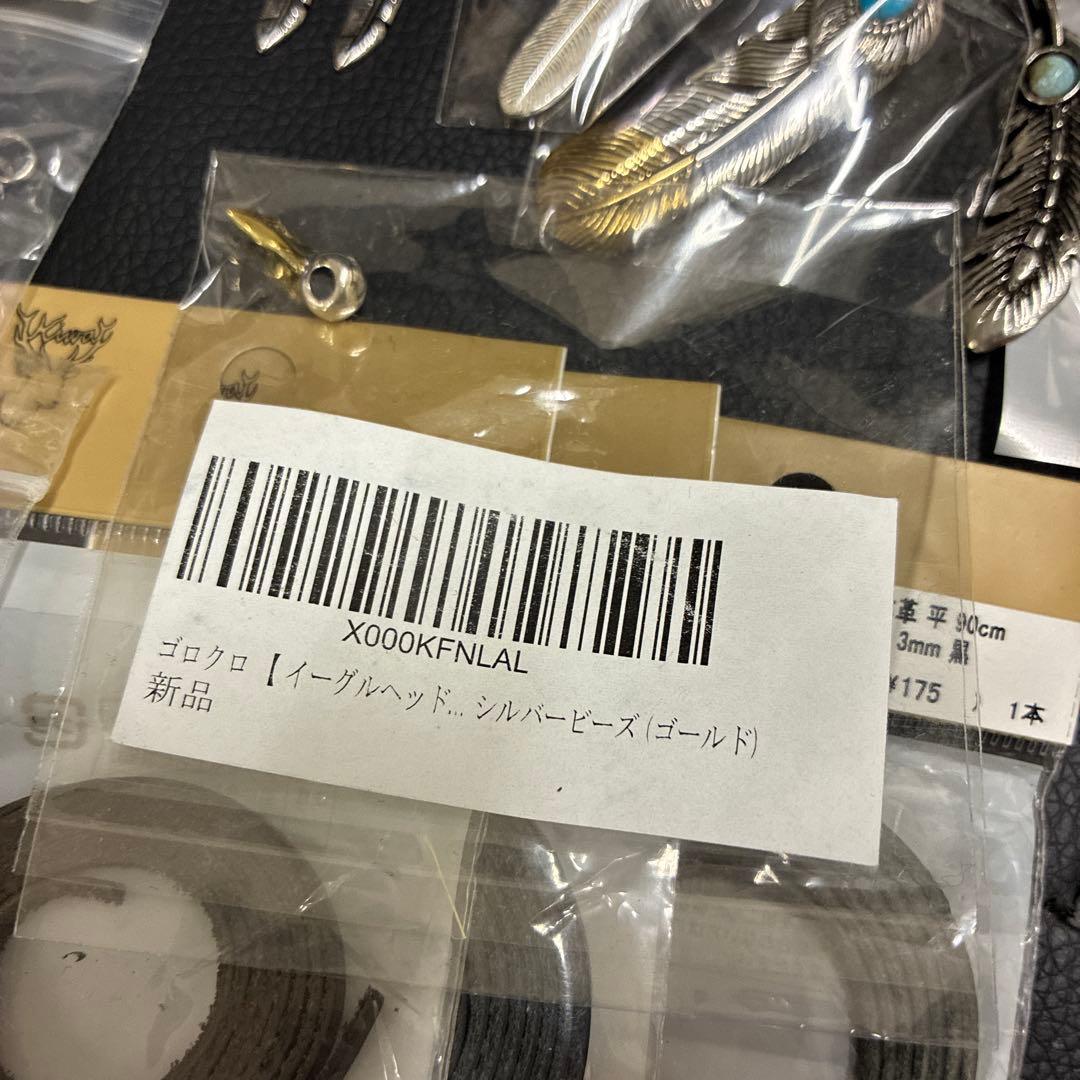 X000KFNLAL
ゴロクロ【イーグルヘッド... シルバービーズ(ゴールド)
新品
革 平 90cm
3mm 黒
¥175
1本